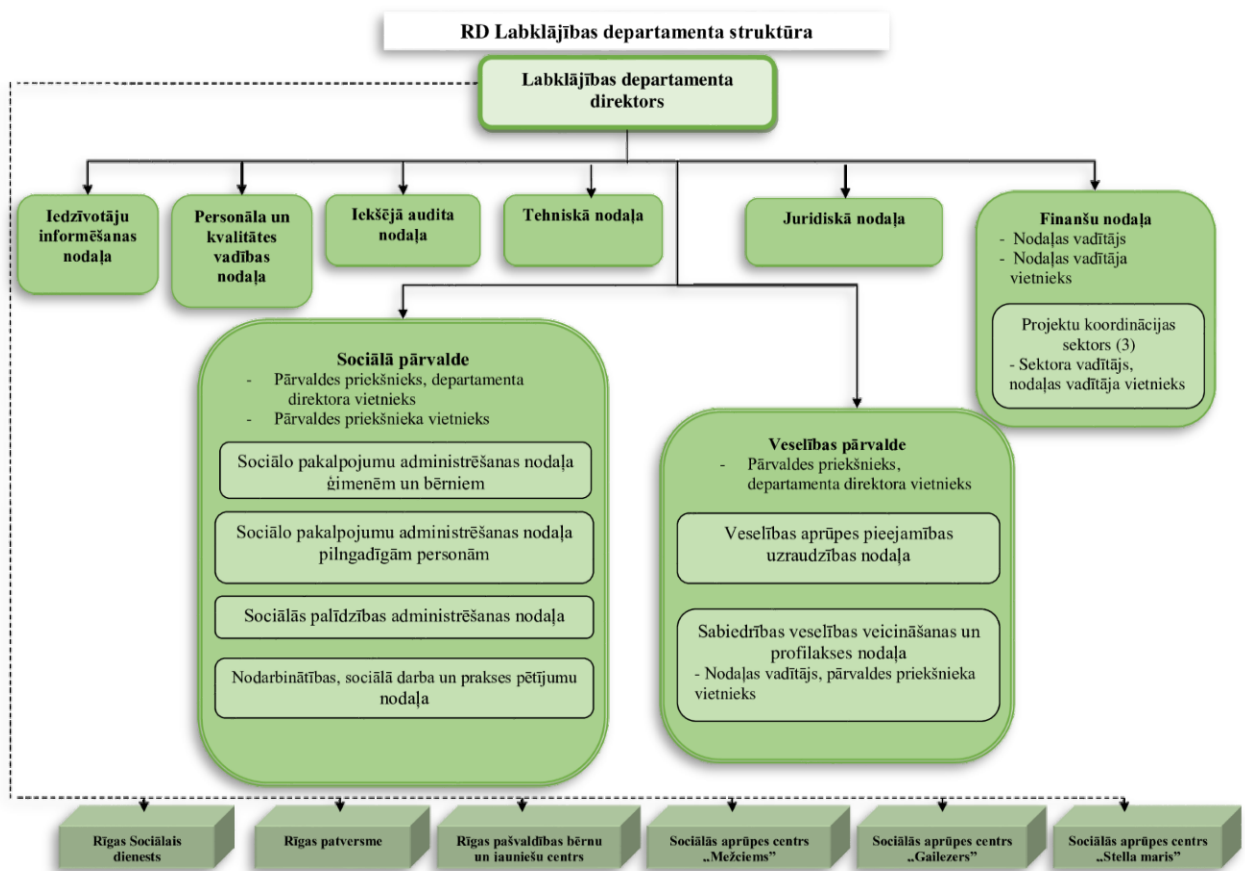 RD Labklājības departamenta struktūra
Labklājības departamenta
direktors
Iedzīvotāju
informēšanas
nodaļa
Personāla un
kvalitātes
vadības
nodaļa
Iekšējā audita
nodaļa
Tehniskā nodaļa
Juridiskā nodaļa
Finanšu nodaļa
- Nodaļas vadītājs
- Nodaļas vadītāja
vietnieks
Projektu koordinācijas
sektors (3)
- Sektora vadītājs,
nodaļas vadītāja vietnieks
Sociālā pārvalde
- Pārvaldes priekšnieks, departamenta
direktora vietnieks
- Pārvaldes priekšnieka vietnieks
Sociālo pakalpojumu administrēšanas nodaļa
ģimenēm un bērniem
Sociālo pakalpojumu administrēšanas nodaļa
pilngadīgām personām
Sociālās palīdzības administrēšanas nodaļa
Nodarbinātības, sociālā darba un prakses pētījumu
nodaļa
Veselības pārvalde
- Pārvaldes priekšnieks,
departamenta direktora vietnieks
Veselības aprūpes pieejamības
uzraudzības nodaļa
Sabiedrības veselības veicināšanas un
profilakses nodaļa
- Nodaļas vadītājs, pārvaldes priekšnieka
vietnieks
Rīgas Sociālais
dienests
Rīgas patversme
Rīgas pašvaldības bērnu
un jauniešu centrs
Sociālās aprūpes centrs
„Mežciems”
Sociālās aprūpes centrs
„Gailezers”
Sociālās aprūpes centrs
„Stella maris”